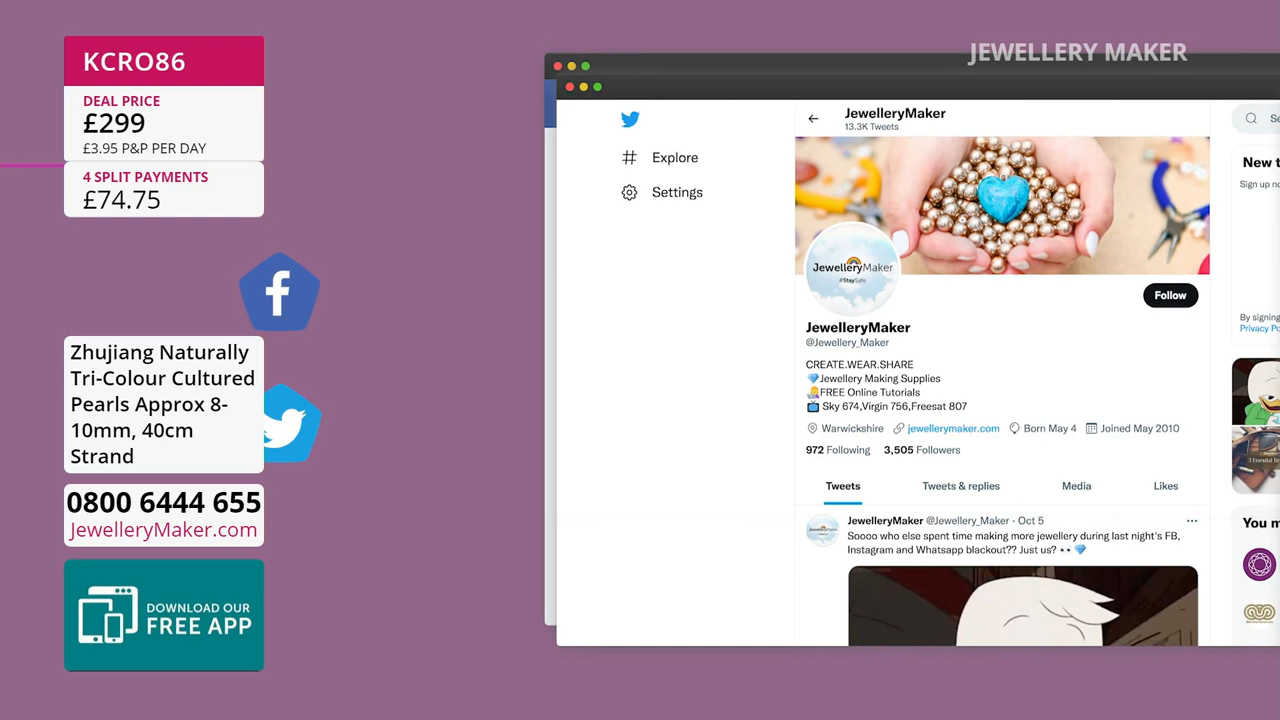 KCRO86
DEAL PRICE
£299
£3.95 P&P PER DAY
4 SPLIT PAYMENTS
£74.75
Zhujiang Naturally
Tri-Colour Cultured
Pearls Approx 8-
10mm, 40cm
Strand
0800 6444 655
JewelleryMaker.com
DOWNLOAD OUR
FREE APP
JEWELLERY MAKER
Explore
Settings
JewelleryMaker
13.3K Tweets
JewelleryMaker
#StaySafe
Follow
JewelleryMaker
@Jewellery_Maker
CREATE.WEAR.SHARE
💎Jewellery Making Supplies
👩FREE Online Tutorials
📺 Sky 674,Virgin 756,Freesat 807
Warwickshire jewellerymaker.com Born May 4 Joined May 2010
972 Following 3,505 Followers
Tweets Tweets & replies Media Likes
JewelleryMaker @Jewellery_Maker · Oct 5
Soooo who else spent time making more jewellery during last night's FB,
Instagram and Whatsapp blackout?? Just us? 👀 💎
Se
New t
Sign up no
By signing
Privacy Po
You m